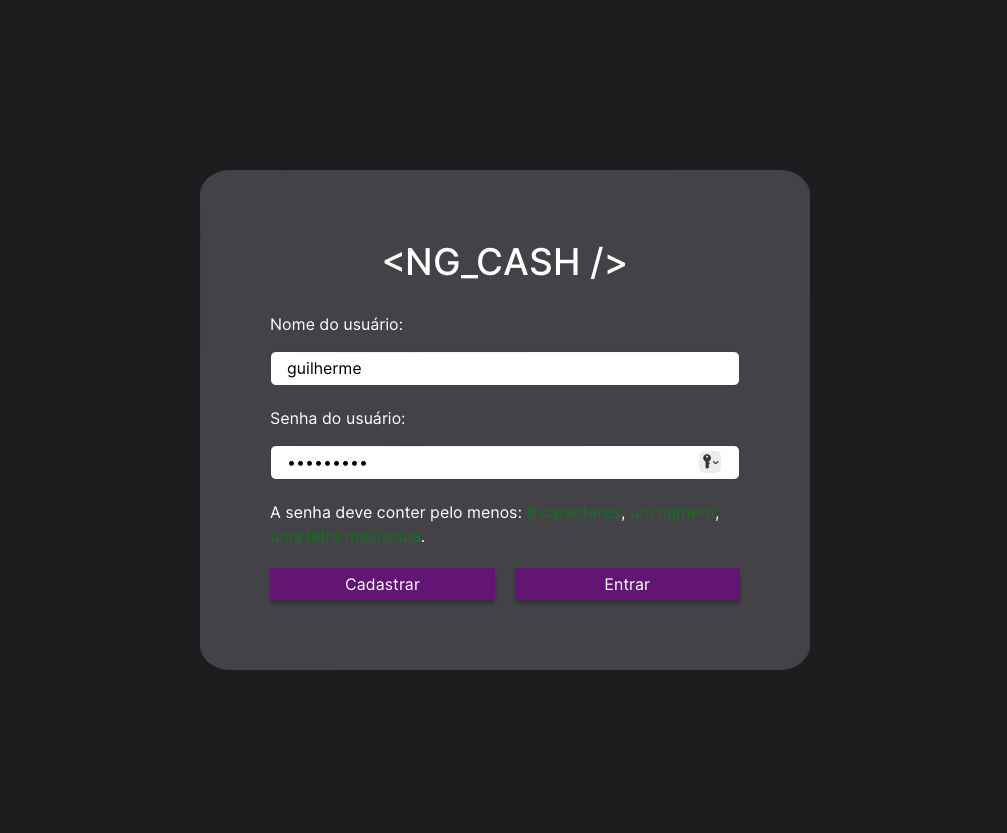 <NG_CASH />
Nome do usuário:
guilherme
Senha do usuário:
•••••••••
A senha deve conter pelo menos: 8 caracteres, um número,
uma letra maiúscula.
Cadastrar
Entrar